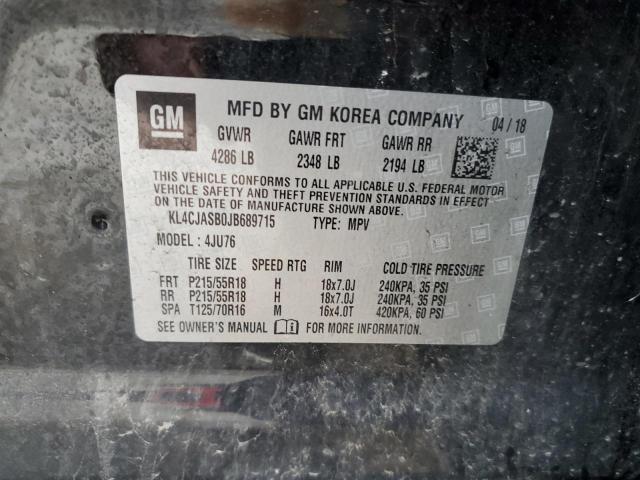 GM
MFD BY GM KOREA COMPANY 04 / 18
GVWR GAWR FRT GAWR RR
4286 LB 2348 LB 2194 LB
THIS VEHICLE CONFORMS TO ALL APPLICABLE U.S. FEDERAL MOTOR
VEHICLE SAFETY AND THEFT PREVENTION STANDARDS IN EFFECT
ON THE DATE OF MANUFACTURE SHOWN ABOVE.
KL4CJASB0JB689715 TYPE: MPV
MODEL: 4JU76
TIRE SIZE SPEED RTG RIM COLD TIRE PRESSURE
FRT P215/55R18 H 18x7.0J 240KPA, 35 PSI
RR P215/55R18 H 18x7.0J 240KPA, 35 PSI
SPA T125/70R16 M 16x4.0T 420KPA, 60 PSI
SEE OWNER'S MANUAL FOR MORE INFORMATION.